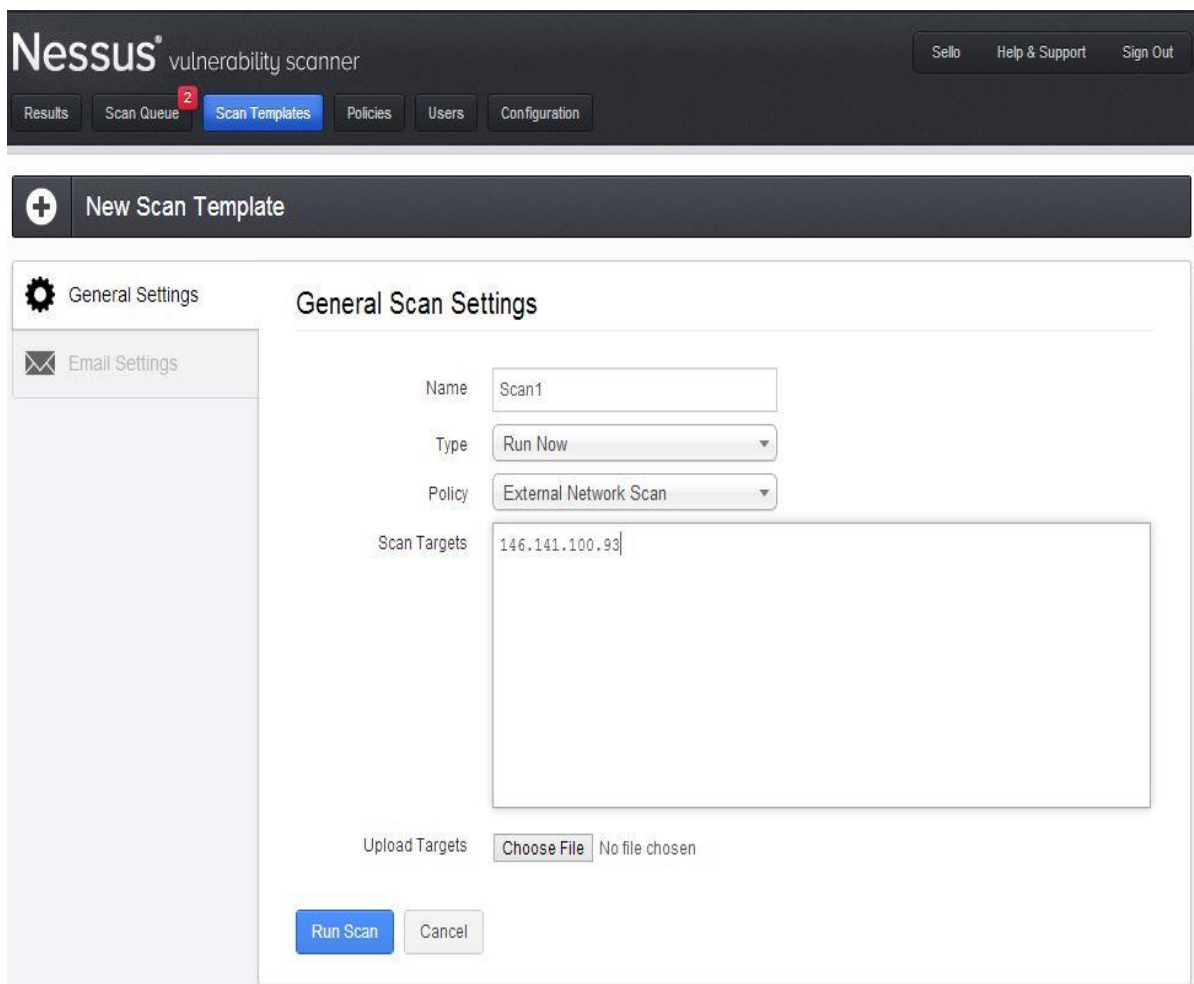 Nessus® vulnerability scanner
Sello Help & Support Sign Out
Results Scan Queue 2 Scan Templates Policies Users Configuration
New Scan Template
General Settings
Email Settings
General Scan Settings
Name Scan1
Type Run Now
Policy External Network Scan
Scan Targets 146.141.100.93
Upload Targets Choose File No file chosen
Run Scan Cancel